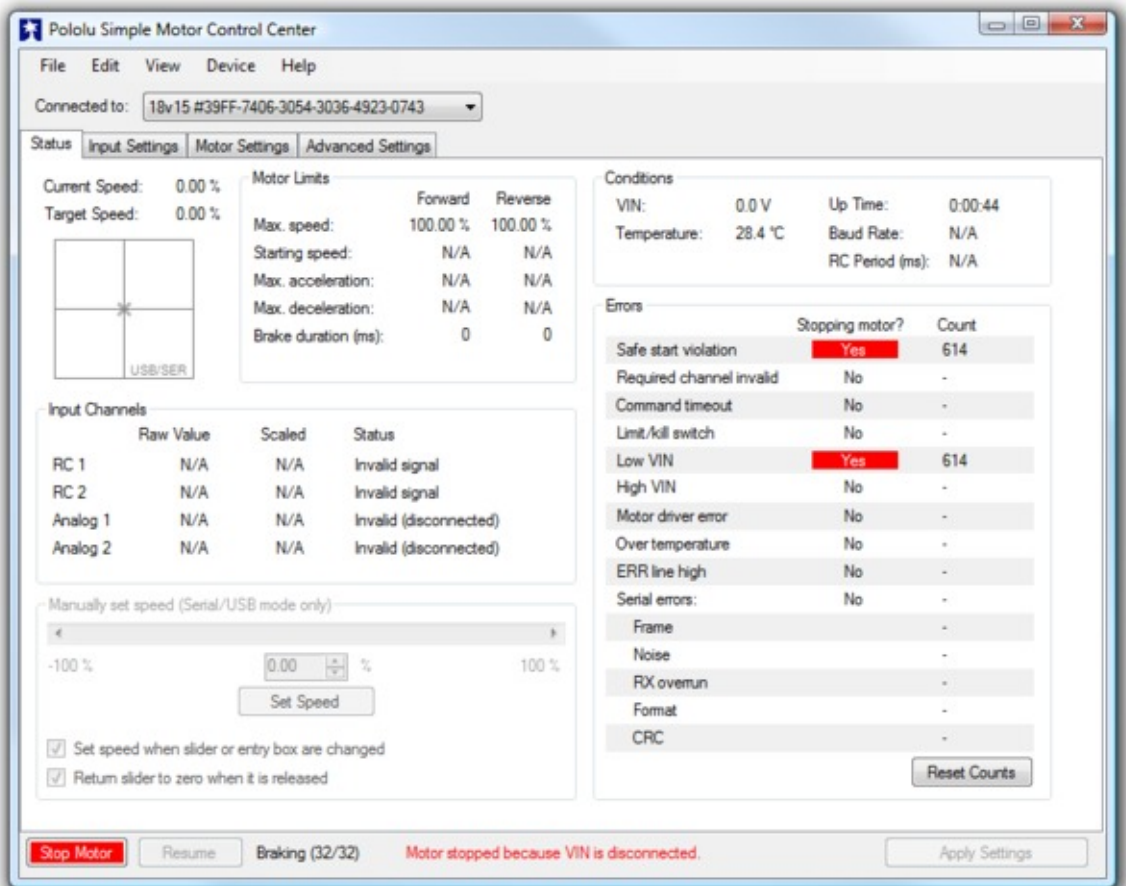 Pololu Simple Motor Control Center
File Edit View Device Help
Connected to: 18v15 #39FF-7406-3054-3036-4923-0743
Status Input Settings Motor Settings Advanced Settings
Current Speed: 0.00 %
Target Speed: 0.00 %
USB/SER
Motor Limits
Forward Reverse
Max. speed: 100.00 % 100.00 %
Starting speed: N/A N/A
Max. acceleration: N/A N/A
Max. deceleration: N/A N/A
Brake duration (ms): 0 0
Input Channels
Raw Value Scaled Status
RC 1 N/A N/A Invalid signal
RC 2 N/A N/A Invalid signal
Analog 1 N/A N/A Invalid (disconnected)
Analog 2 N/A N/A Invalid (disconnected)
Manually set speed (Serial/USB mode only)
-100 % 0.00 % 100 %
Set Speed
Set speed when slider or entry box are changed
Return slider to zero when it is released
Conditions
VIN: 0.0 V Up Time: 0:00:44
Temperature: 28.4 °C Baud Rate: N/A
RC Period (ms): N/A
Errors
Stopping motor? Count
Safe start violation Yes 614
Required channel invalid No -
Command timeout No -
Limit/kill switch No -
Low VIN Yes 614
High VIN No -
Motor driver error No -
Over temperature No -
ERR line high No -
Serial errors: No -
Frame -
Noise -
RX overrun -
Format -
CRC -
Reset Counts
Stop Motor Resume Braking (32/32) Motor stopped because VIN is disconnected. Apply Settings